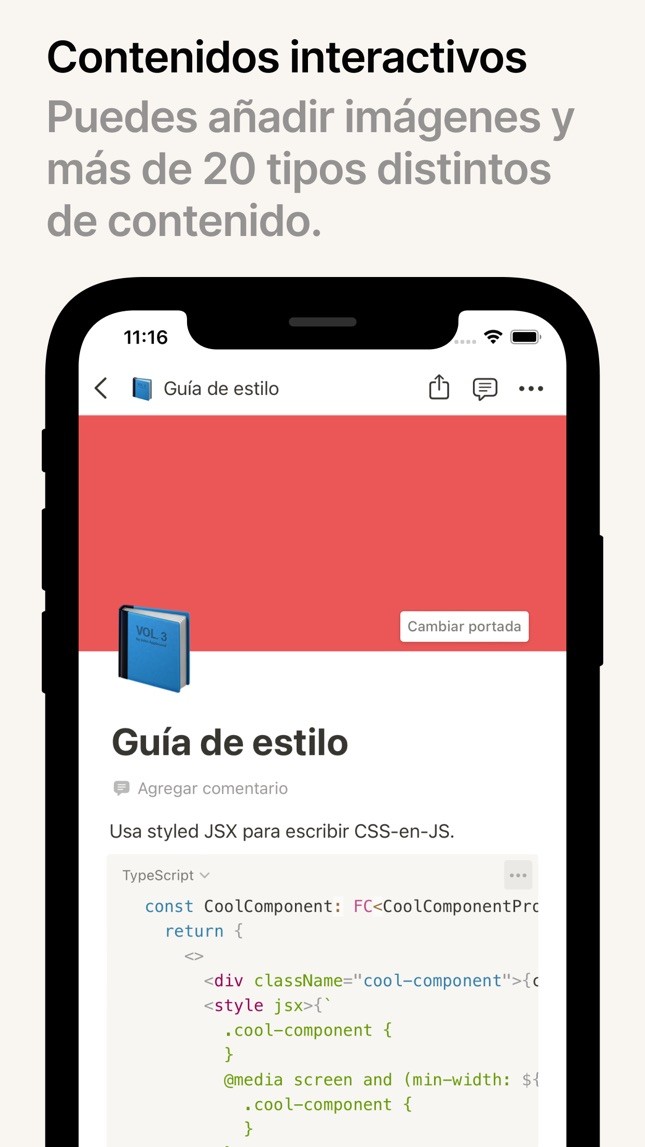 Contenidos interactivos
Puedes añadir imágenes y
más de 20 tipos distintos
de contenido.
11:16
Guía de estilo
VOL. 3
Cambiar portada
Guía de estilo
Agregar comentario
Usa styled JSX para escribir CSS-en-JS.
TypeScript
const CoolComponent: FC<CoolComponentPro
return {
<>
<div className="cool-component">{c
<style jsx>{`
.cool-component {
}
@media screen and (min-width: ${
.cool-component {
}